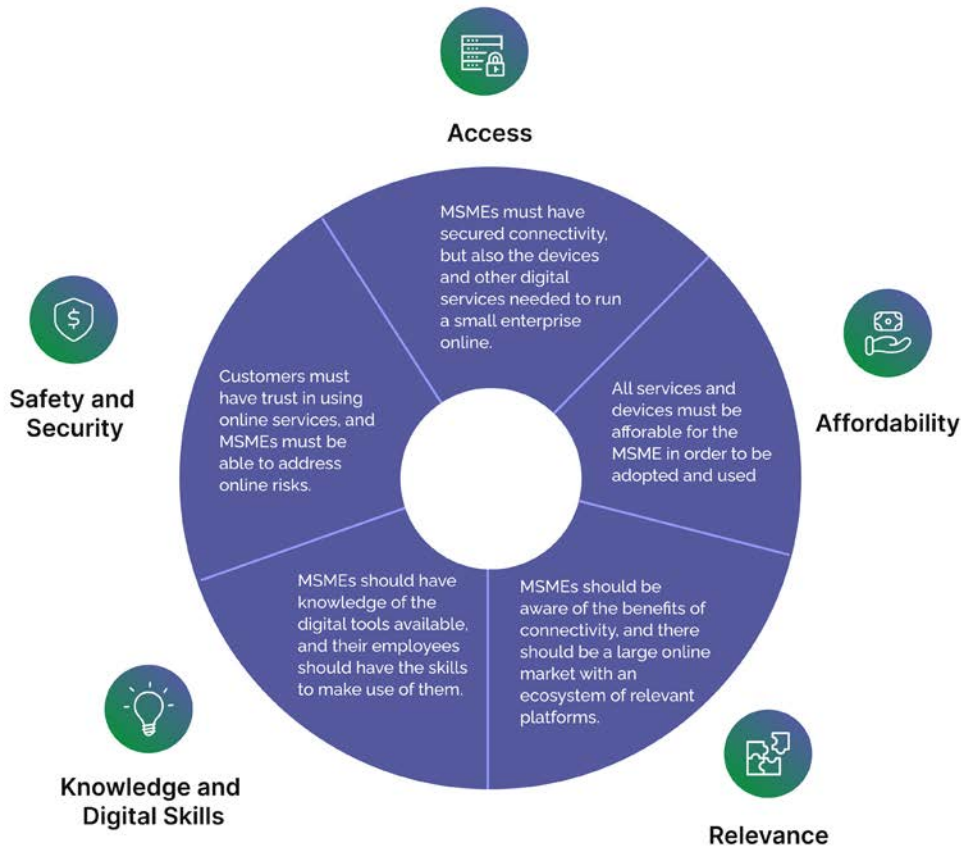 Access
MSMEs must have
secured connectivity,
but also the devices
and other digital
services needed to run
a small enterprise
online.
Affordability
All services and
devices must be
afforable for the
MSME in order to be
adopted and used
Relevance
MSMEs should be
aware of the benefits of
connectivity, and there
should be a large online
market with an
ecosystem of relevant
platforms.
Knowledge and
Digital Skills
MSMEs should have
knowledge of the
digital tools available,
and their employees
should have the skills
to make use of them.
Safety and
Security
Customers must
have trust in using
online services, and
MSMEs must be
able to address
online risks.
$